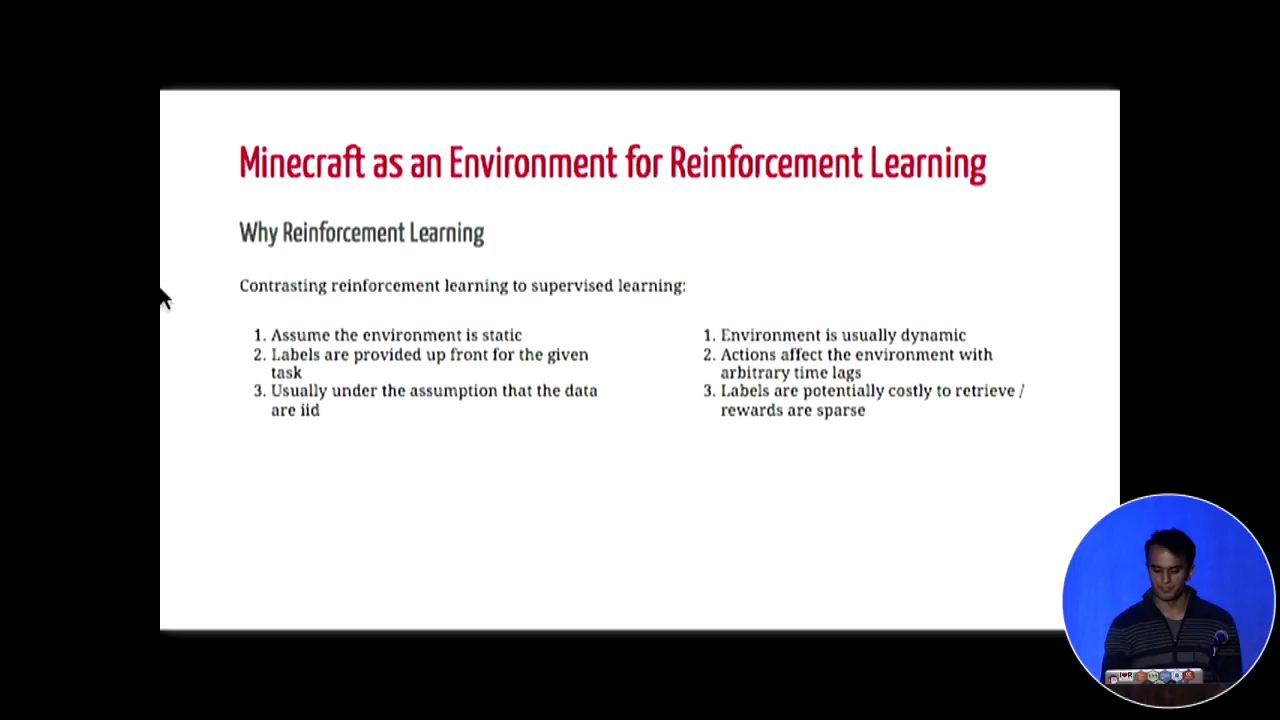 Minecraft as an Environment for Reinforcement Learning
Why Reinforcement Learning
Contrasting reinforcement learning to supervised learning:
1. Assume the environment is static
2. Labels are provided up front for the given
task
3. Usually under the assumption that the data
are iid
1. Environment is usually dynamic
2. Actions affect the environment with
arbitrary time lags
3. Labels are potentially costly to retrieve /
rewards are sparse